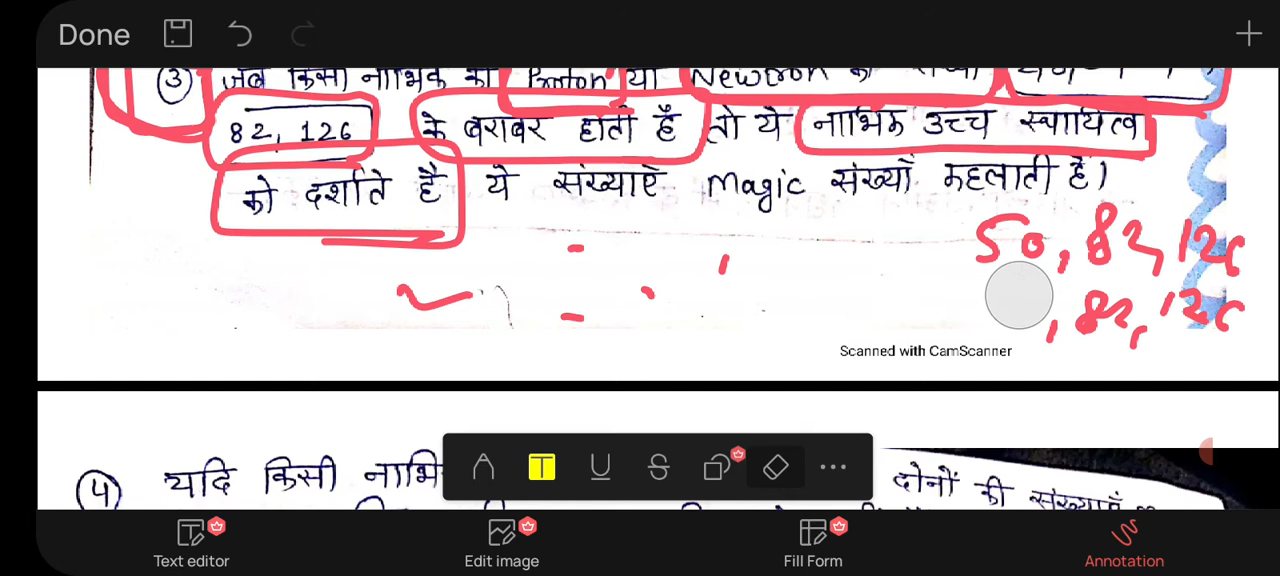 Done
③ जब किसी नाभिक की Proton या Newtron की संख्या
82, 126 के बराबर होती है तो ये नाभिक उच्च स्थायित्व
को दर्शाते है ये संख्याऐं Magic संख्याँ कहलाती है।
50, 82, 126
, 82, 126
Scanned with CamScanner
④ यदि किसी दोनों की संख्याएँ
T U S
Text editor
Edit image
Fill Form
Annotation